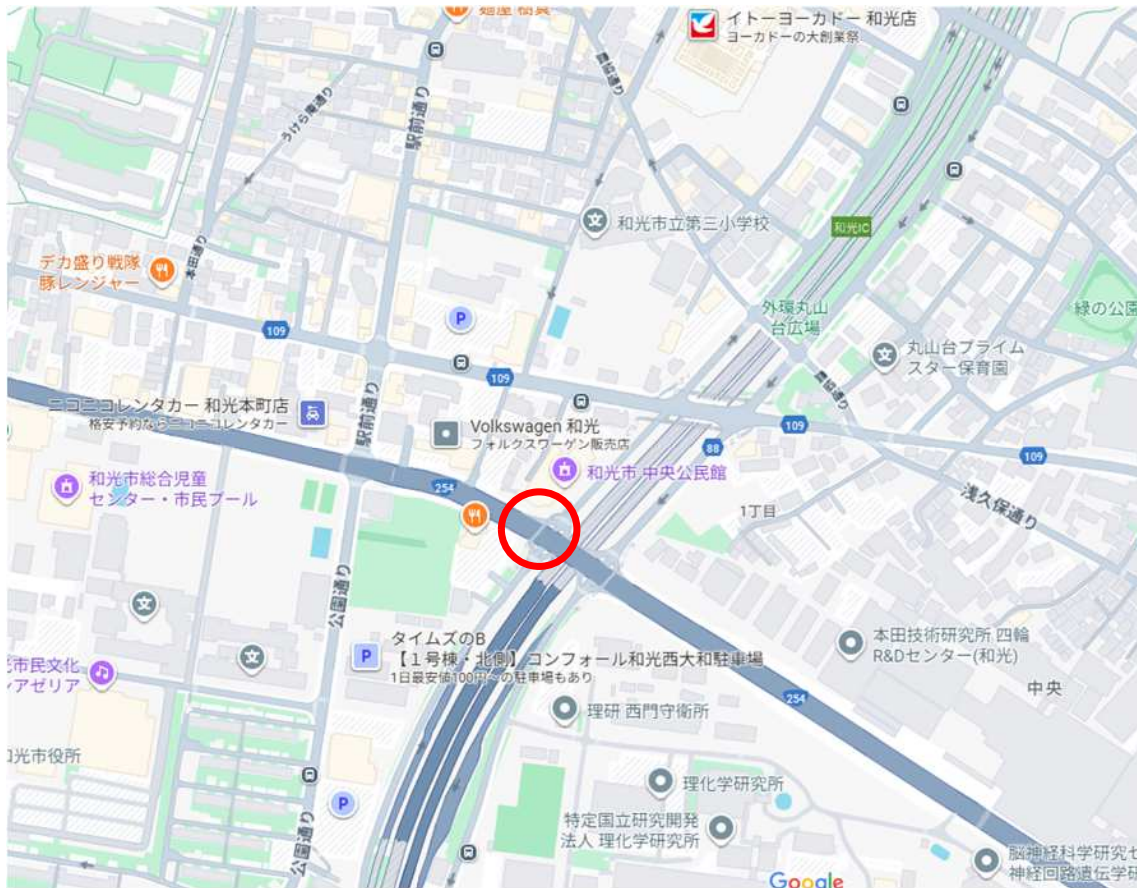 麺屋
イトーヨーカドー 和光店
ヨーカドーの大創業祭
農協通り
駅前通り
うけら庵通り
和光市立第三小学校
和光IC
本田通り
デカ盛り戦隊
豚レンジャー
P
外環丸山
台広場
緑の公園
109
丸山台プライム
スター保育園
109
農協通り
ニコニコレンタカー 和光本町店
格安予約ならニコニコレンタカー
駅前通り
Volkswagen 和光
フォルクスワーゲン販売店
109
88
109
和光市総合児童
センター・市民プール
254
和光市 中央公民館
浅久保通り
1丁目
公園通り
タイムズのB
【１号棟・北側】コンフォール和光西大和駐車場
1日最安値100円～の駐車場もあり
P
本田技術研究所 四輪
R&Dセンター(和光)
中央
市民文化
アゼリア
254
理研 西門守衛所
光市役所
理化学研究所
P
特定国立研究開発
法人 理化学研究所
公園通り
脳神経科学研究
神経回路遺伝学研
Google